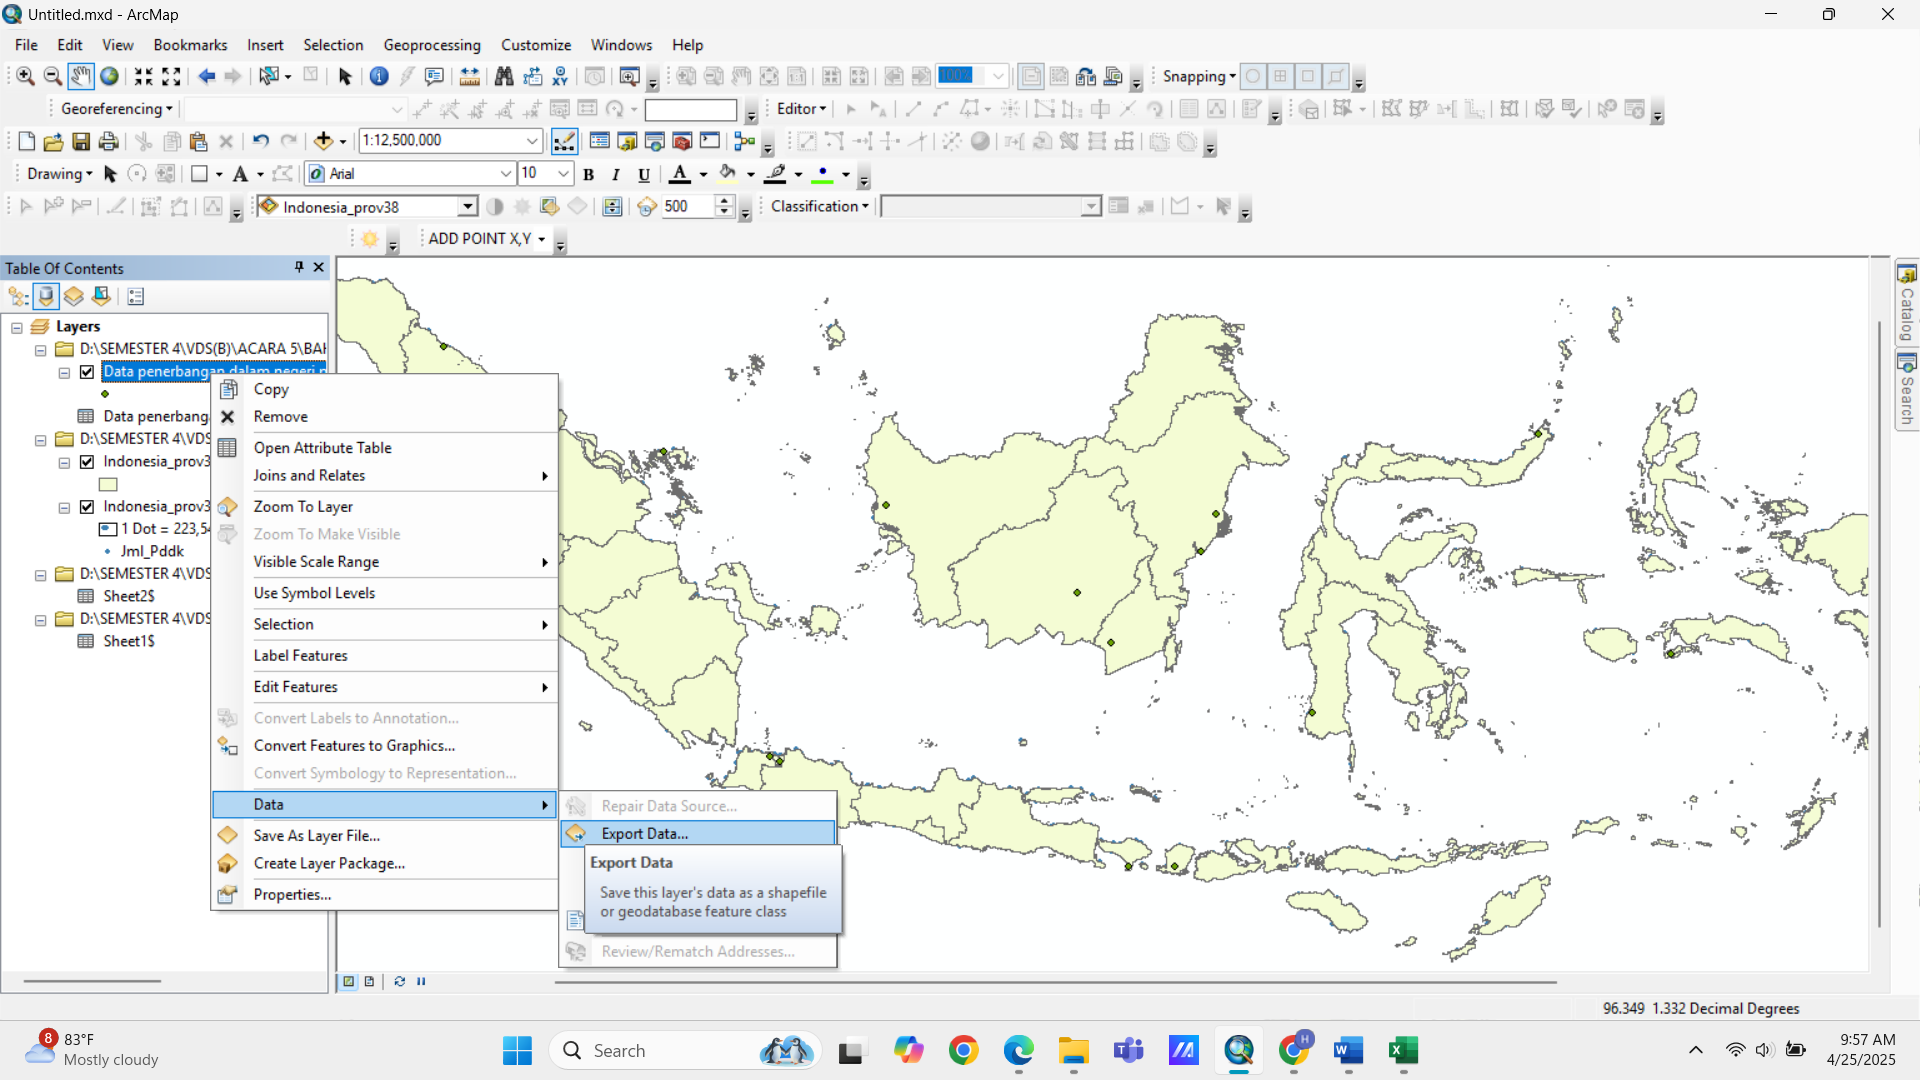 Untitled.mxd - ArcMap
File Edit View Bookmarks Insert Selection Geoprocessing Customize Windows Help
100%
Snapping
Georeferencing
Editor
1:12,500,000
Drawing A Arial 10 B I U A
Indonesia_prov38 500 Classification
ADD POINT X,Y
Table Of Contents
Layers
D:\SEMESTER 4\VDS(B)\ACARA 5\BAH
Data penerbangan dalam negeri
Data penerbang
D:\SEMESTER 4\VDS
Indonesia_prov3
Indonesia_prov3
1 Dot = 223,5
Jml_Pddk
D:\SEMESTER 4\VDS
Sheet2$
D:\SEMESTER 4\VDS
Sheet1$
Copy
Remove
Open Attribute Table
Joins and Relates
Zoom To Layer
Zoom To Make Visible
Visible Scale Range
Use Symbol Levels
Selection
Label Features
Edit Features
Convert Labels to Annotation...
Convert Features to Graphics...
Convert Symbology to Representation...
Data
Save As Layer File...
Create Layer Package...
Properties...
Repair Data Source...
Export Data...
Export Data
Save this layer's data as a shapefile
or geodatabase feature class
Review/Rematch Addresses...
Catalog
Search
96.349 1.332 Decimal Degrees
8
83°F
Mostly cloudy
Search
H
9:57 AM
4/25/2025